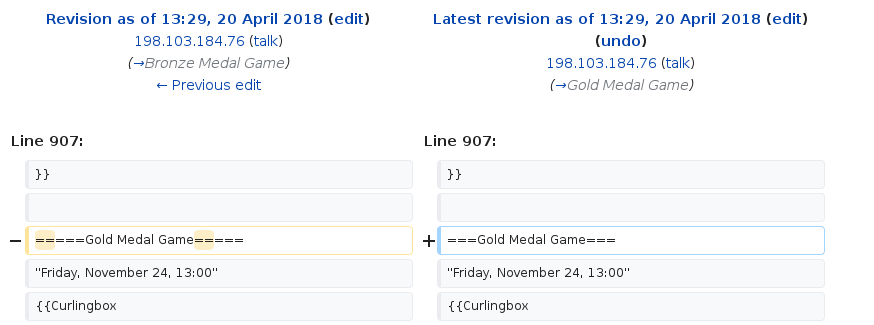 Revision as of 13:29, 20 April 2018 (edit)
198.103.184.76 (talk)
(→Bronze Medal Game)
← Previous edit
Latest revision as of 13:29, 20 April 2018 (edit)
(undo)
198.103.184.76 (talk)
(→Gold Medal Game)
Line 907:
Line 907:
}}
}}
− =====Gold Medal Game=====
+ ===Gold Medal Game===
"Friday, November 24, 13:00"
"Friday, November 24, 13:00"
{{Curlingbox
{{Curlingbox